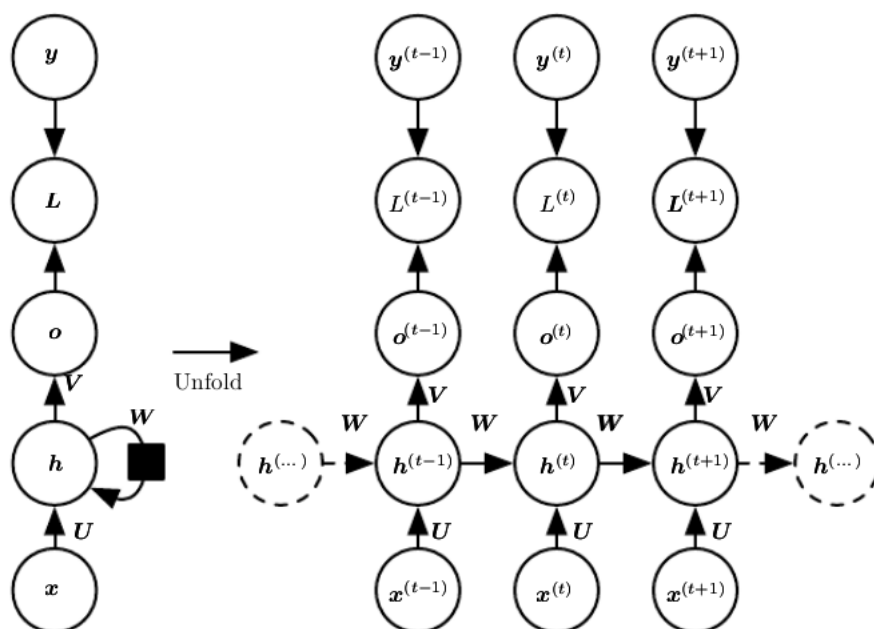 y y^(t−1) y^(t) y^(t+1)
L L^(t−1) L^(t) L^(t+1)
o o^(t−1) o^(t) o^(t+1)
Unfold
V V V V
W W W W W
h h^(...) h^(t−1) h^(t) h^(t+1) h^(...)
U U U U
x x^(t−1) x^(t) x^(t+1)